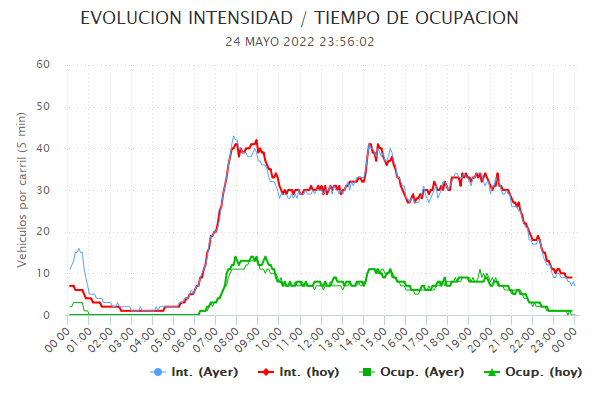 EVOLUCION INTENSIDAD / TIEMPO DE OCUPACION
24 MAYO 2022 23:56:02
Vehiculos por carril (5 min)
60
50
40
30
20
10
0
00:00 01:00 02:00 03:00 04:00 05:00 06:00 07:00 08:00 09:00 10:00 11:00 12:00 13:00 14:00 15:00 16:00 17:00 18:00 19:00 20:00 21:00 22:00 23:00 00:00
Int. (Ayer) Int. (hoy) Ocup. (Ayer) Ocup. (hoy)